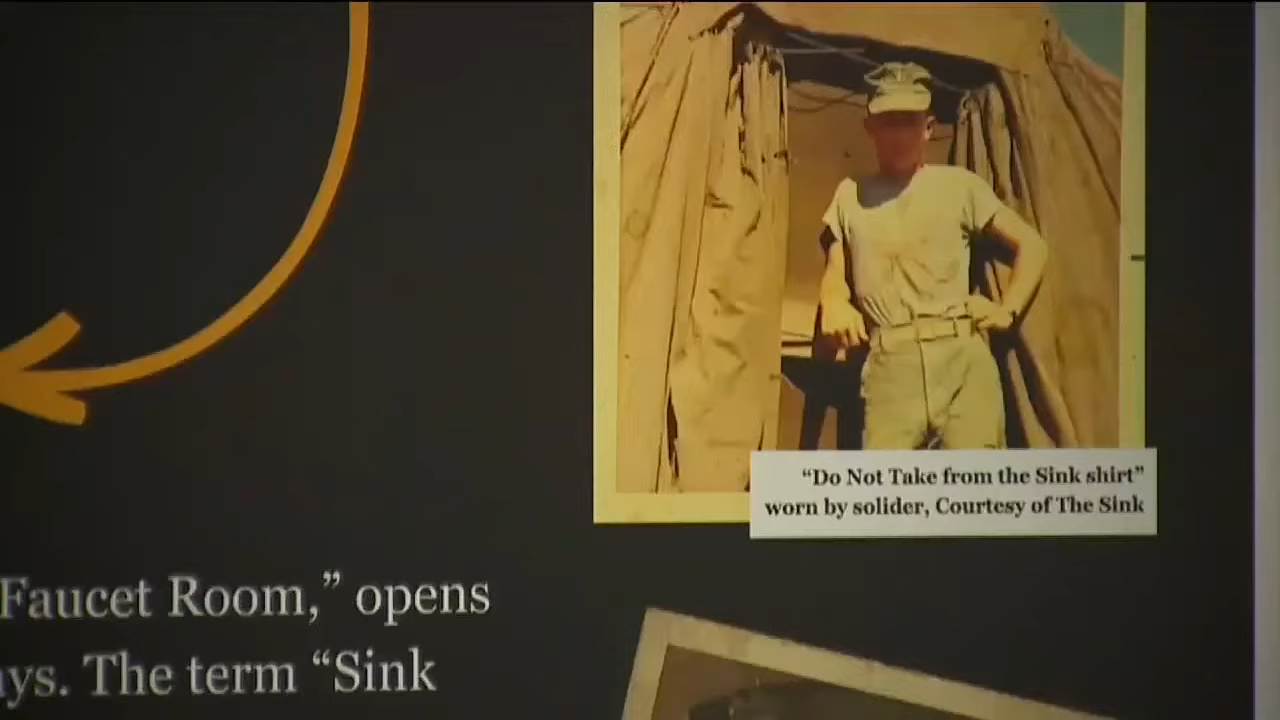 “Do Not Take from the Sink shirt”
worn by solider, Courtesy of The Sink
Faucet Room,” opens
ays. The term “Sink